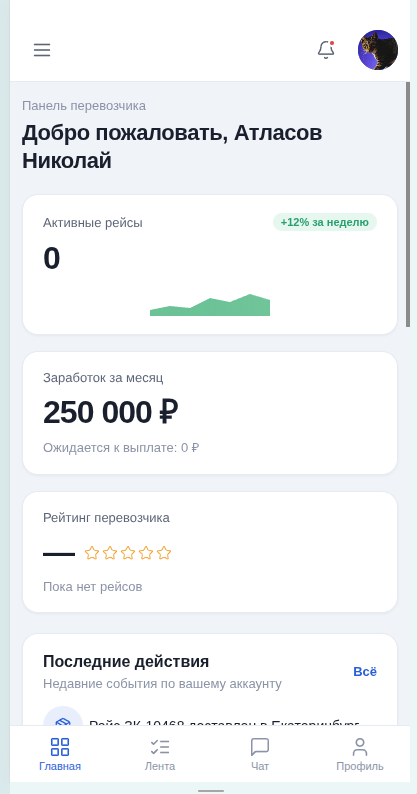 Панель перевозчика
Добро пожаловать, Атласов
Николай
Активные рейсы
+12% за неделю
0
Заработок за месяц
250 000 ₽
Ожидается к выплате: 0 ₽
Рейтинг перевозчика
—
Пока нет рейсов
Последние действия
Недавние события по вашему аккаунту
Всё
Рейс ЗК-10468 доставлен в Екатеринбург
Главная
Лента
Чат
Профиль